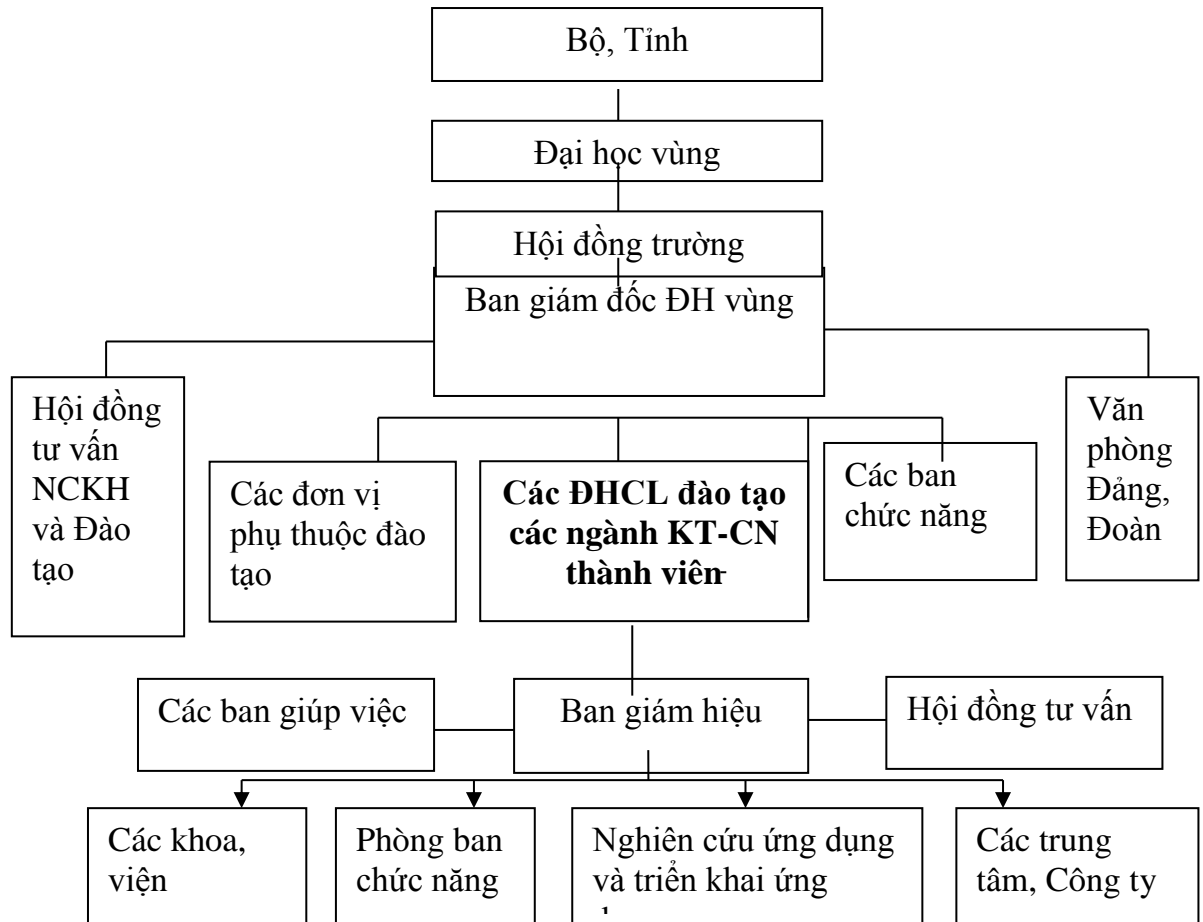 Bộ, Tỉnh
Đại học vùng
Hội đồng trường
Ban giám đốc ĐH vùng
Hội đồng
tư vấn
NCKH
và Đào
tạo
Các đơn vị
phụ thuộc đào
tạo
Các ĐHCL đào tạo
các ngành KT-CN
thành viên
Các ban
chức năng
Văn
phòng
Đảng,
Đoàn
Các ban giúp việc
Ban giám hiệu
Hội đồng tư vấn
Các khoa,
viện
Phòng ban
chức năng
Nghiên cứu ứng dụng
và triển khai ứng
Các trung
tâm, Công ty